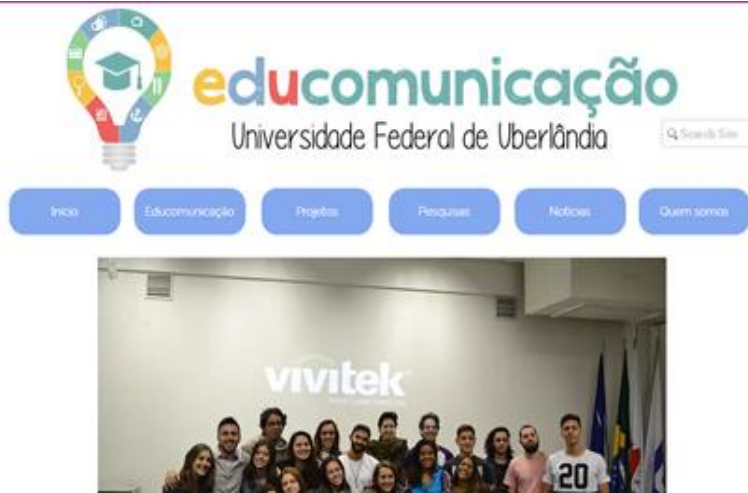 educomunicação
Universidade Federal de Uberlândia
Search Site
Início
Educomunicação
Projetos
Pesquisas
Notícias
Quem somos
vivitek
20